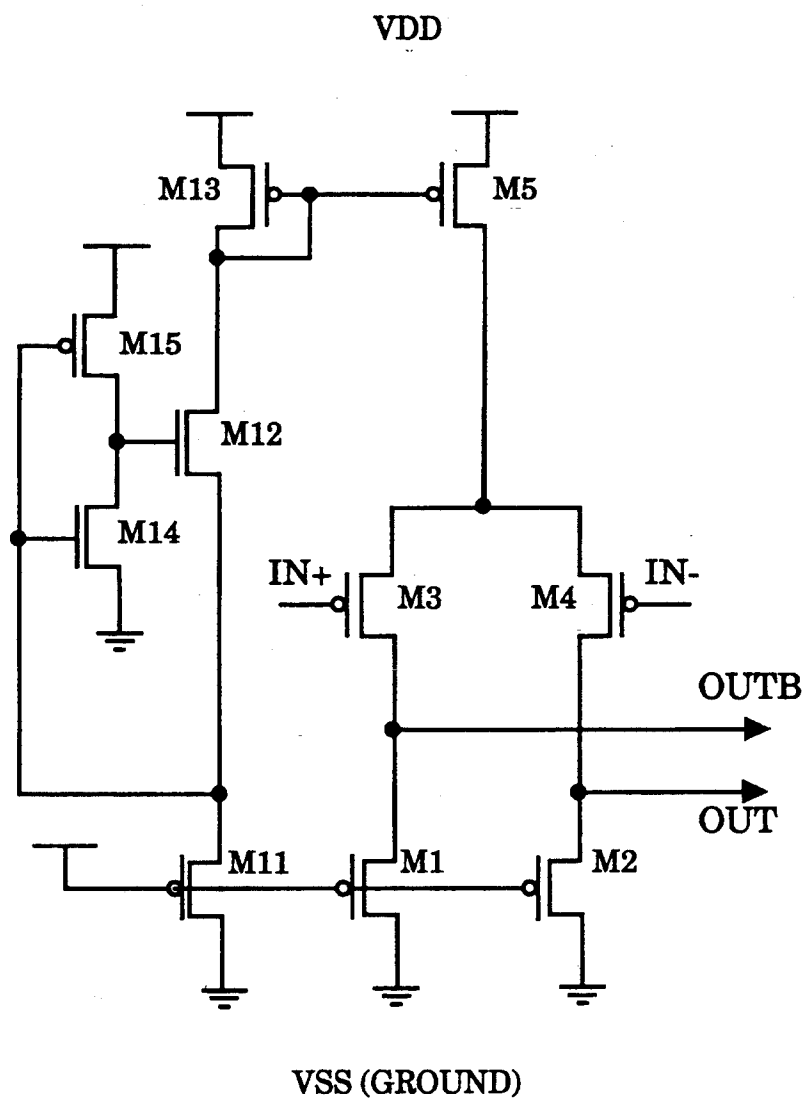 VDD
M13
M5
M15
M12
M14
IN+
M3
M4
IN-
OUTB
OUT
M11
M1
M2
VSS (GROUND)